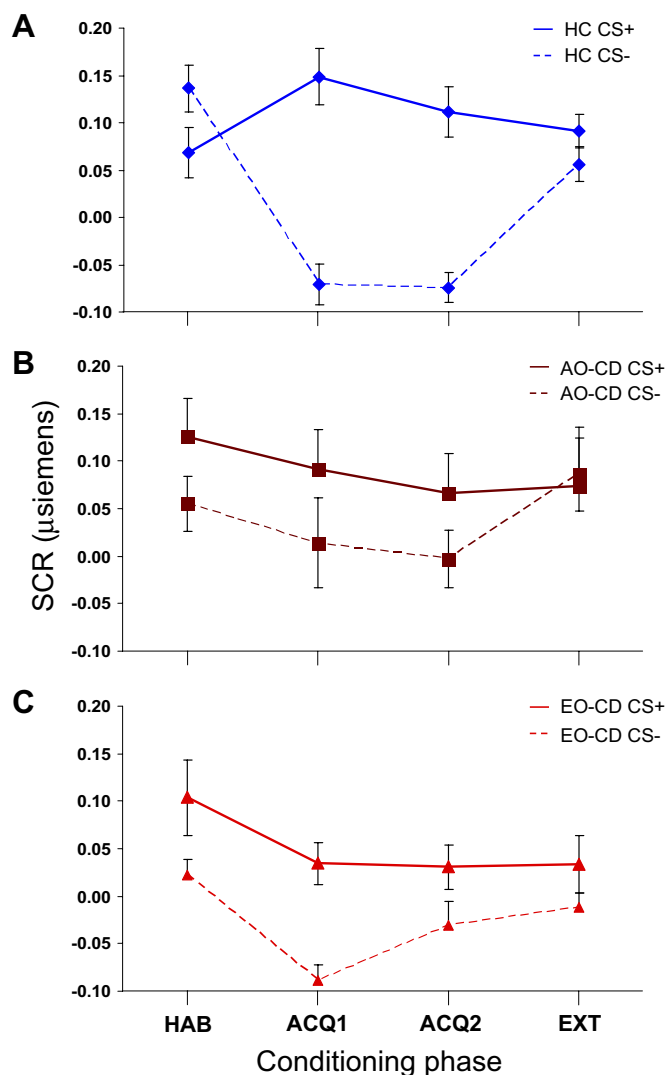 A
HC CS+
HC CS-
0.20
0.15
0.10
0.05
0.00
-0.05
-0.10
B
AO-CD CS+
AO-CD CS-
0.20
0.15
0.10
0.05
0.00
-0.05
-0.10
SCR (µsiemens)
C
EO-CD CS+
EO-CD CS-
0.20
0.15
0.10
0.05
0.00
-0.05
-0.10
HAB ACQ1 ACQ2 EXT
Conditioning phase